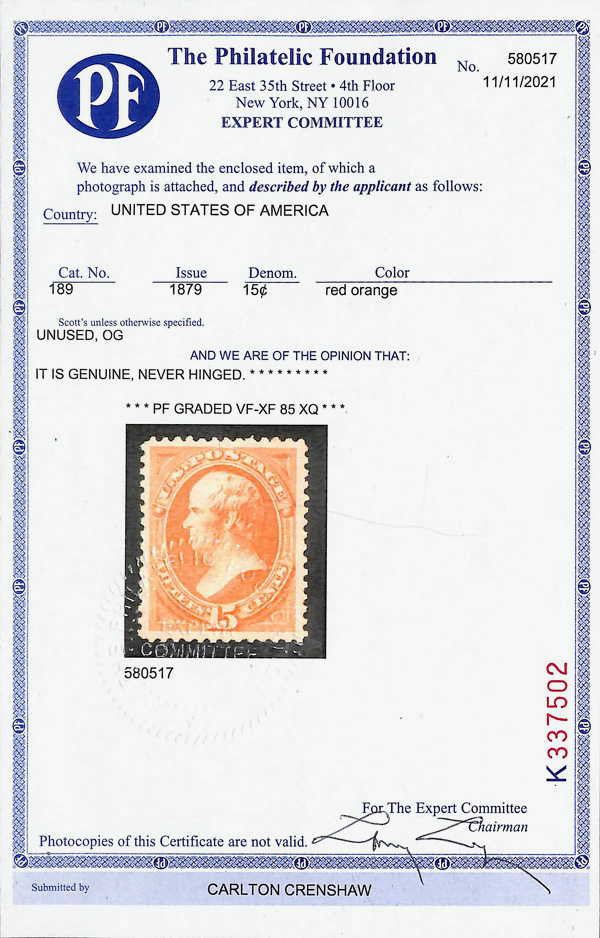 PF
The Philatelic Foundation
No. 580517
11/11/2021
22 East 35th Street • 4th Floor
New York, NY 10016
EXPERT COMMITTEE
We have examined the enclosed item, of which a
photograph is attached, and described by the applicant as follows:
Country: UNITED STATES OF AMERICA
Cat. No. Issue Denom. Color
189 1879 15¢ red orange
Scott's unless otherwise specified.
UNUSED, OG
AND WE ARE OF THE OPINION THAT:
IT IS GENUINE, NEVER HINGED. * * * * * * * * *
* * * PF GRADED VF-XF 85 XQ * * *
U.S. POSTAGE
FIFTEEN 15 CENTS
COMMITTEE
580517
K337502
For The Expert Committee
Chairman
Photocopies of this Certificate are not valid.
Submitted by CARLTON CRENSHAW